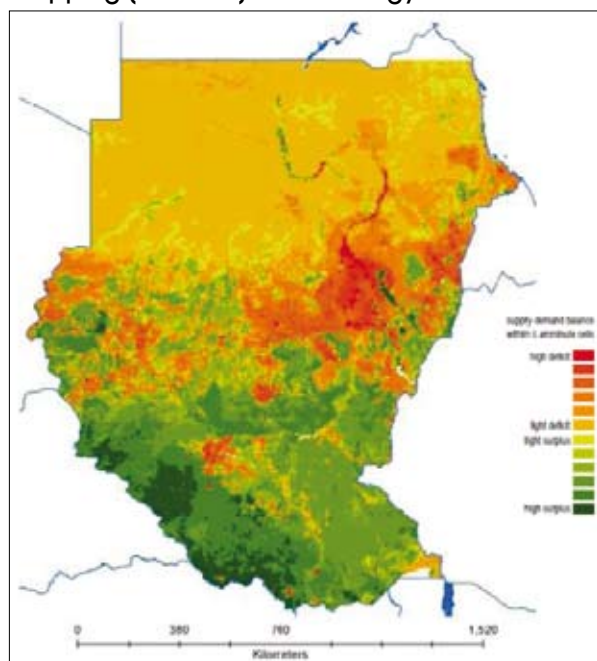 supply demand balance
within 5 arcminute cells
high deficit
light deficit
light surplus
high surplus
0 380 760 1,520
Kilometers